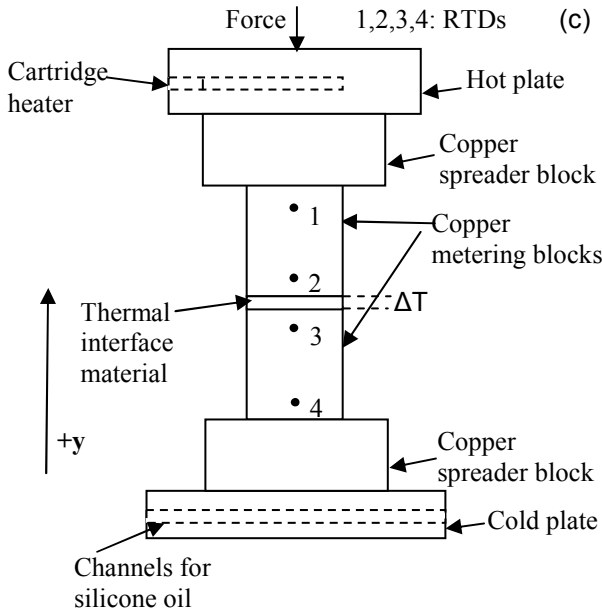 Force
1,2,3,4: RTDs
(c)
Cartridge
heater
Hot plate
Copper
spreader block
1
Copper
metering blocks
2
Thermal
interface
material
ΔT
3
4
+y
Copper
spreader block
Cold plate
Channels for
silicone oil